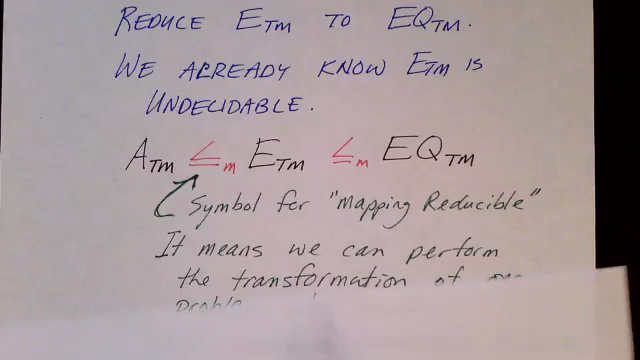 REDUCE ETM TO EQTM.
WE ALREADY KNOW ETM IS
UNDECIDABLE.
ATM ≤m ETM ≤m EQTM
Symbol for "Mapping Reducible"
It means we can perform
the transformation of